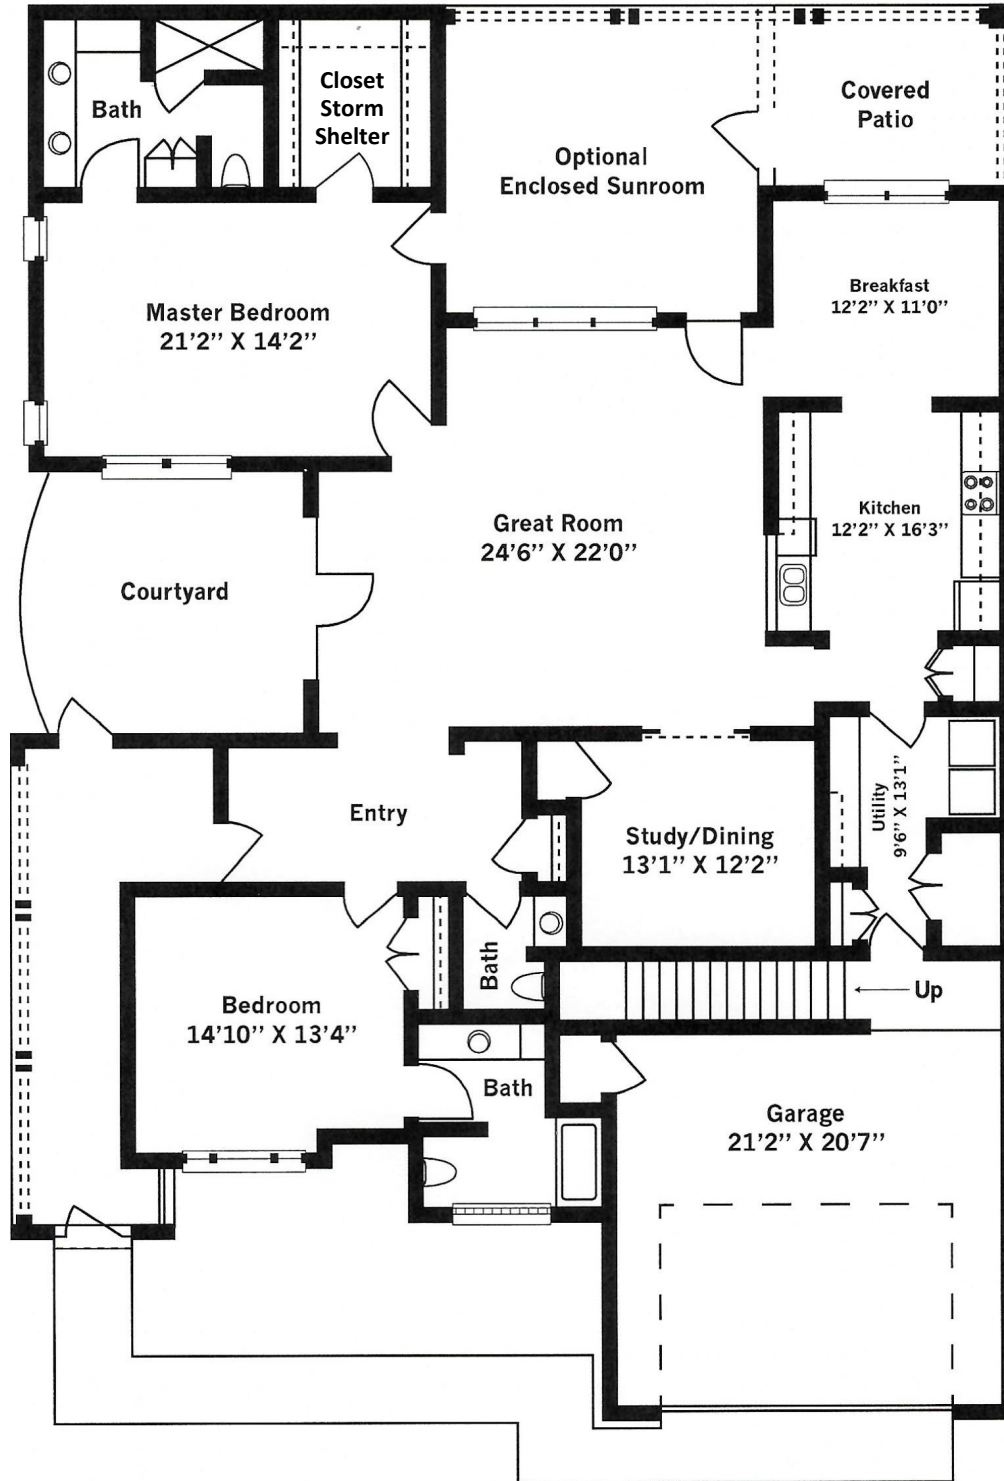 Bath
Closet
Storm
Shelter
Covered
Patio
Optional
Enclosed Sunroom
Master Bedroom
21’2’’ X 14’2’’
Breakfast
12’2’’ X 11’0’’
Great Room
24’6’’ X 22’0’’
Kitchen
12’2’’ X 16’3’’
Courtyard
Entry
Study/Dining
13’1’’ X 12’2’’
Utility
9’6’’ X 13’1’’
Bedroom
14’10’’ X 13’4’’
Bath
Up
Bath
Garage
21’2’’ X 20’7’’